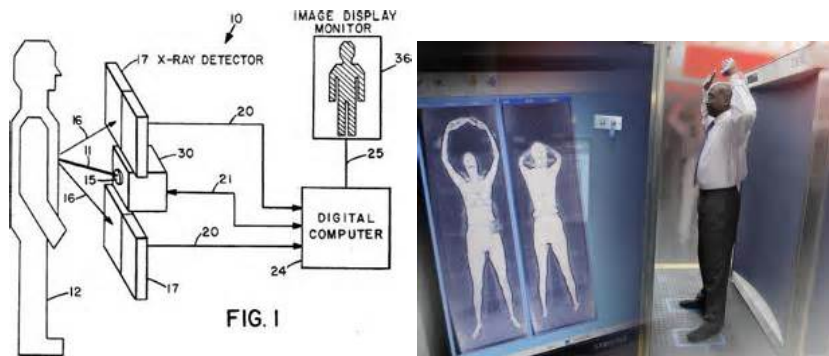 10
IMAGE DISPLAY
MONITOR
17 X-RAY DETECTOR
36
16
20
11
30
25
15
21
16
DIGITAL
COMPUTER
20
24
12
17
FIG. 1